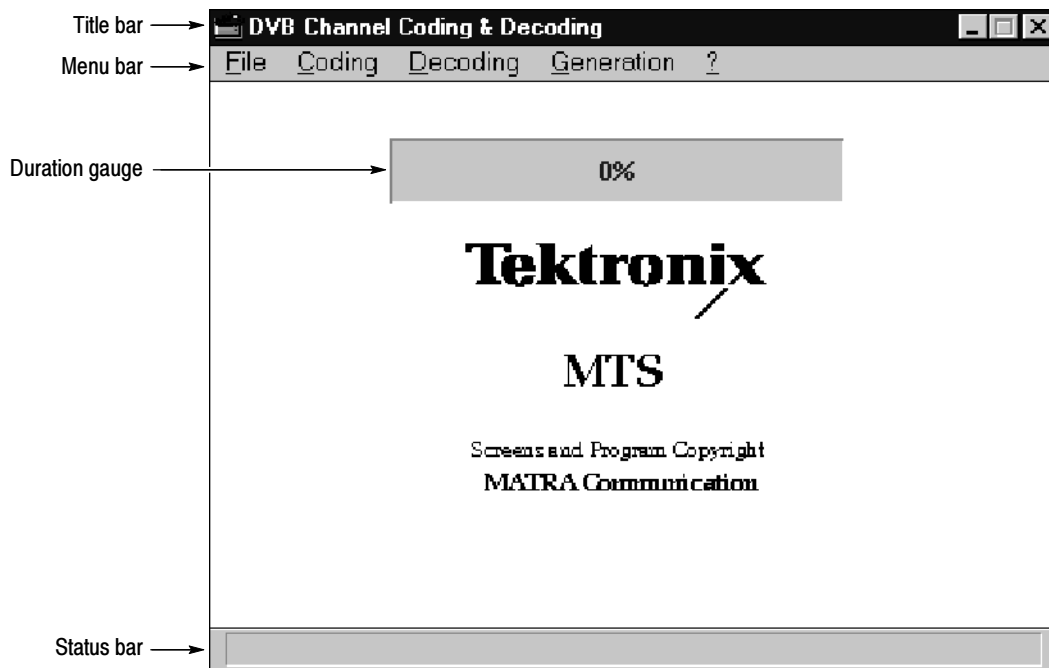 Title bar
DVB Channel Coding & Decoding
Menu bar
File Coding Decoding Generation ?
Duration gauge
0%
Tektronix
MTS
Screens and Program Copyright
MATRA Communication
Status bar